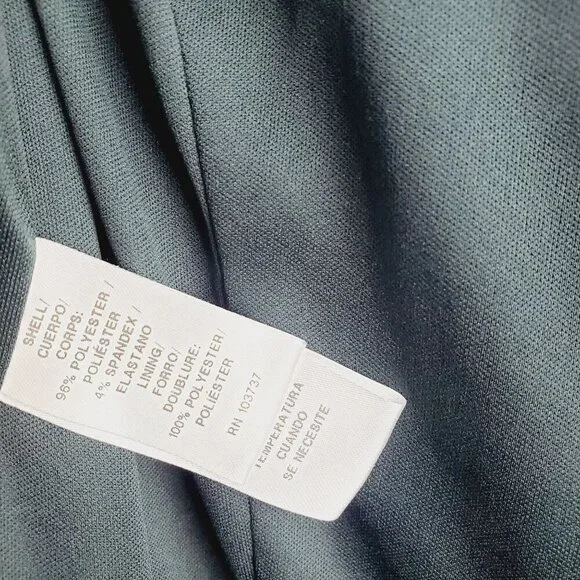 SHELL/
CUERPO/
CORPS:
96% POLYESTER/
POLIÉSTER
4% SPANDEX/
ELASTANO
LINING/
FORRO/
DOUBLURE:
100% POLYESTER/
POLIÉSTER
RN 103737
TEMPERATURA
CUANDO
SE NECESITE